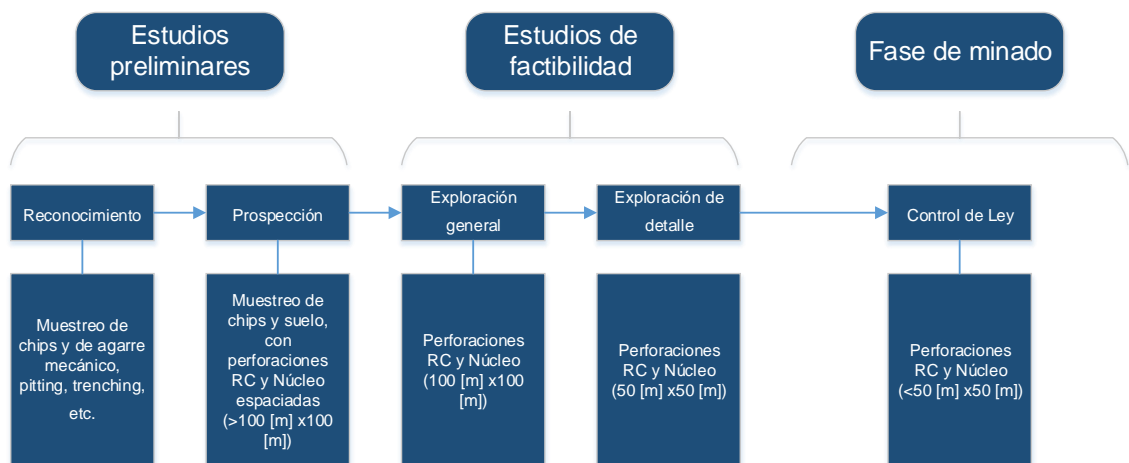 Estudios
preliminares
Estudios de
factibilidad
Fase de minado
Reconocimiento
Prospección
Exploración
general
Exploración de
detalle
Control de Ley
Muestreo de
chips y de agarre
mecánico,
pitting, trenching,
etc.
Muestreo de
chips y suelo,
con
perforaciones
RC y Núcleo
espaciadas
(>100 [m] x100
[m])
Perforaciones
RC y Núcleo
(100 [m] x100
[m])
Perforaciones
RC y Núcleo
(50 [m] x50 [m])
Perforaciones
RC y Núcleo
(<50 [m] x50 [m])